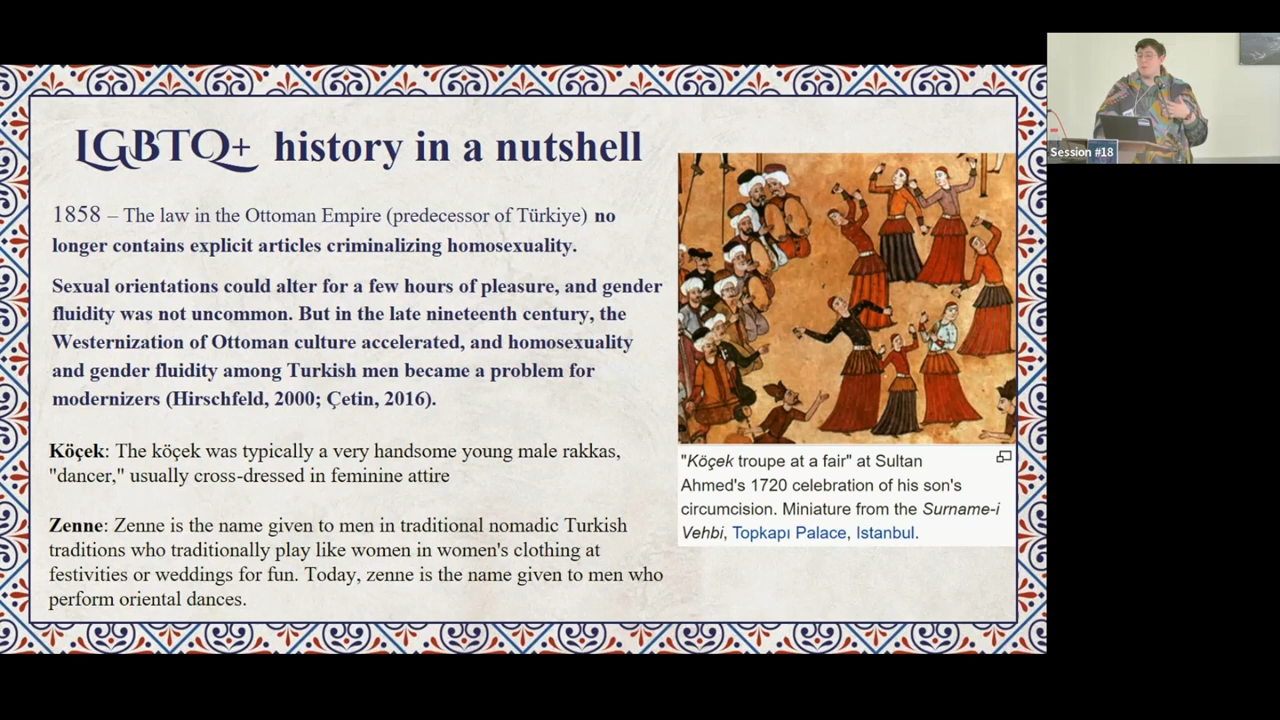 LGBTQ+ history in a nutshell
1858 – The law in the Ottoman Empire (predecessor of Türkiye) no
longer contains explicit articles criminalizing homosexuality.
Sexual orientations could alter for a few hours of pleasure, and gender
fluidity was not uncommon. But in the late nineteenth century, the
Westernization of Ottoman culture accelerated, and homosexuality
and gender fluidity among Turkish men became a problem for
modernizers (Hirschfeld, 2000; Çetin, 2016).
Köçek: The köçek was typically a very handsome young male rakkas,
"dancer," usually cross-dressed in feminine attire
Zenne: Zenne is the name given to men in traditional nomadic Turkish
traditions who traditionally play like women in women's clothing at
festivities or weddings for fun. Today, zenne is the name given to men who
perform oriental dances.
"Köçek troupe at a fair" at Sultan
Ahmed's 1720 celebration of his son's
circumcision. Miniature from the Surname-i
Vehbi, Topkapı Palace, Istanbul.
Session #18